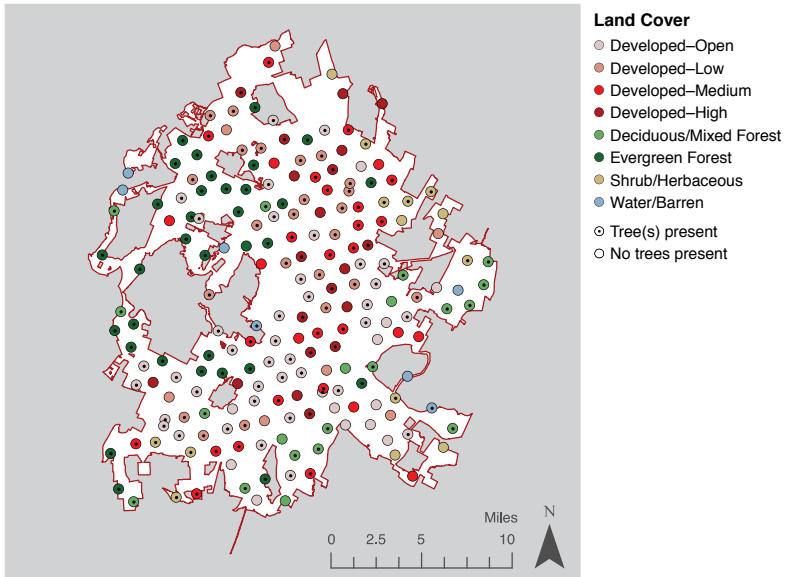 Land Cover
Developed–Open
Developed–Low
Developed–Medium
Developed–High
Deciduous/Mixed Forest
Evergreen Forest
Shrub/Herbaceous
Water/Barren
Tree(s) present
No trees present
Miles
N
0 2.5 5 10